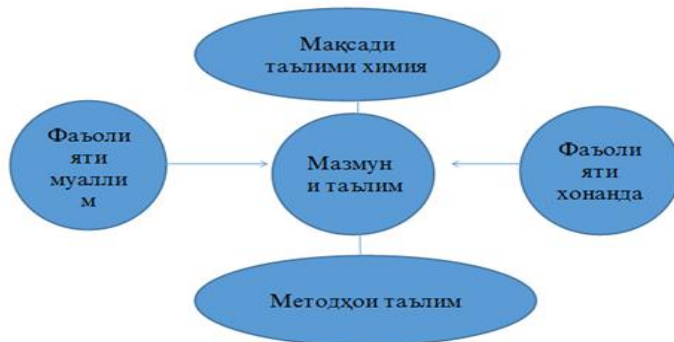 Мақсади
таълими химия
Фаъоли
яти
муалли
м
Мазмун
и таълим
Фаъоли
яти
хонанда
Методҳои таълим